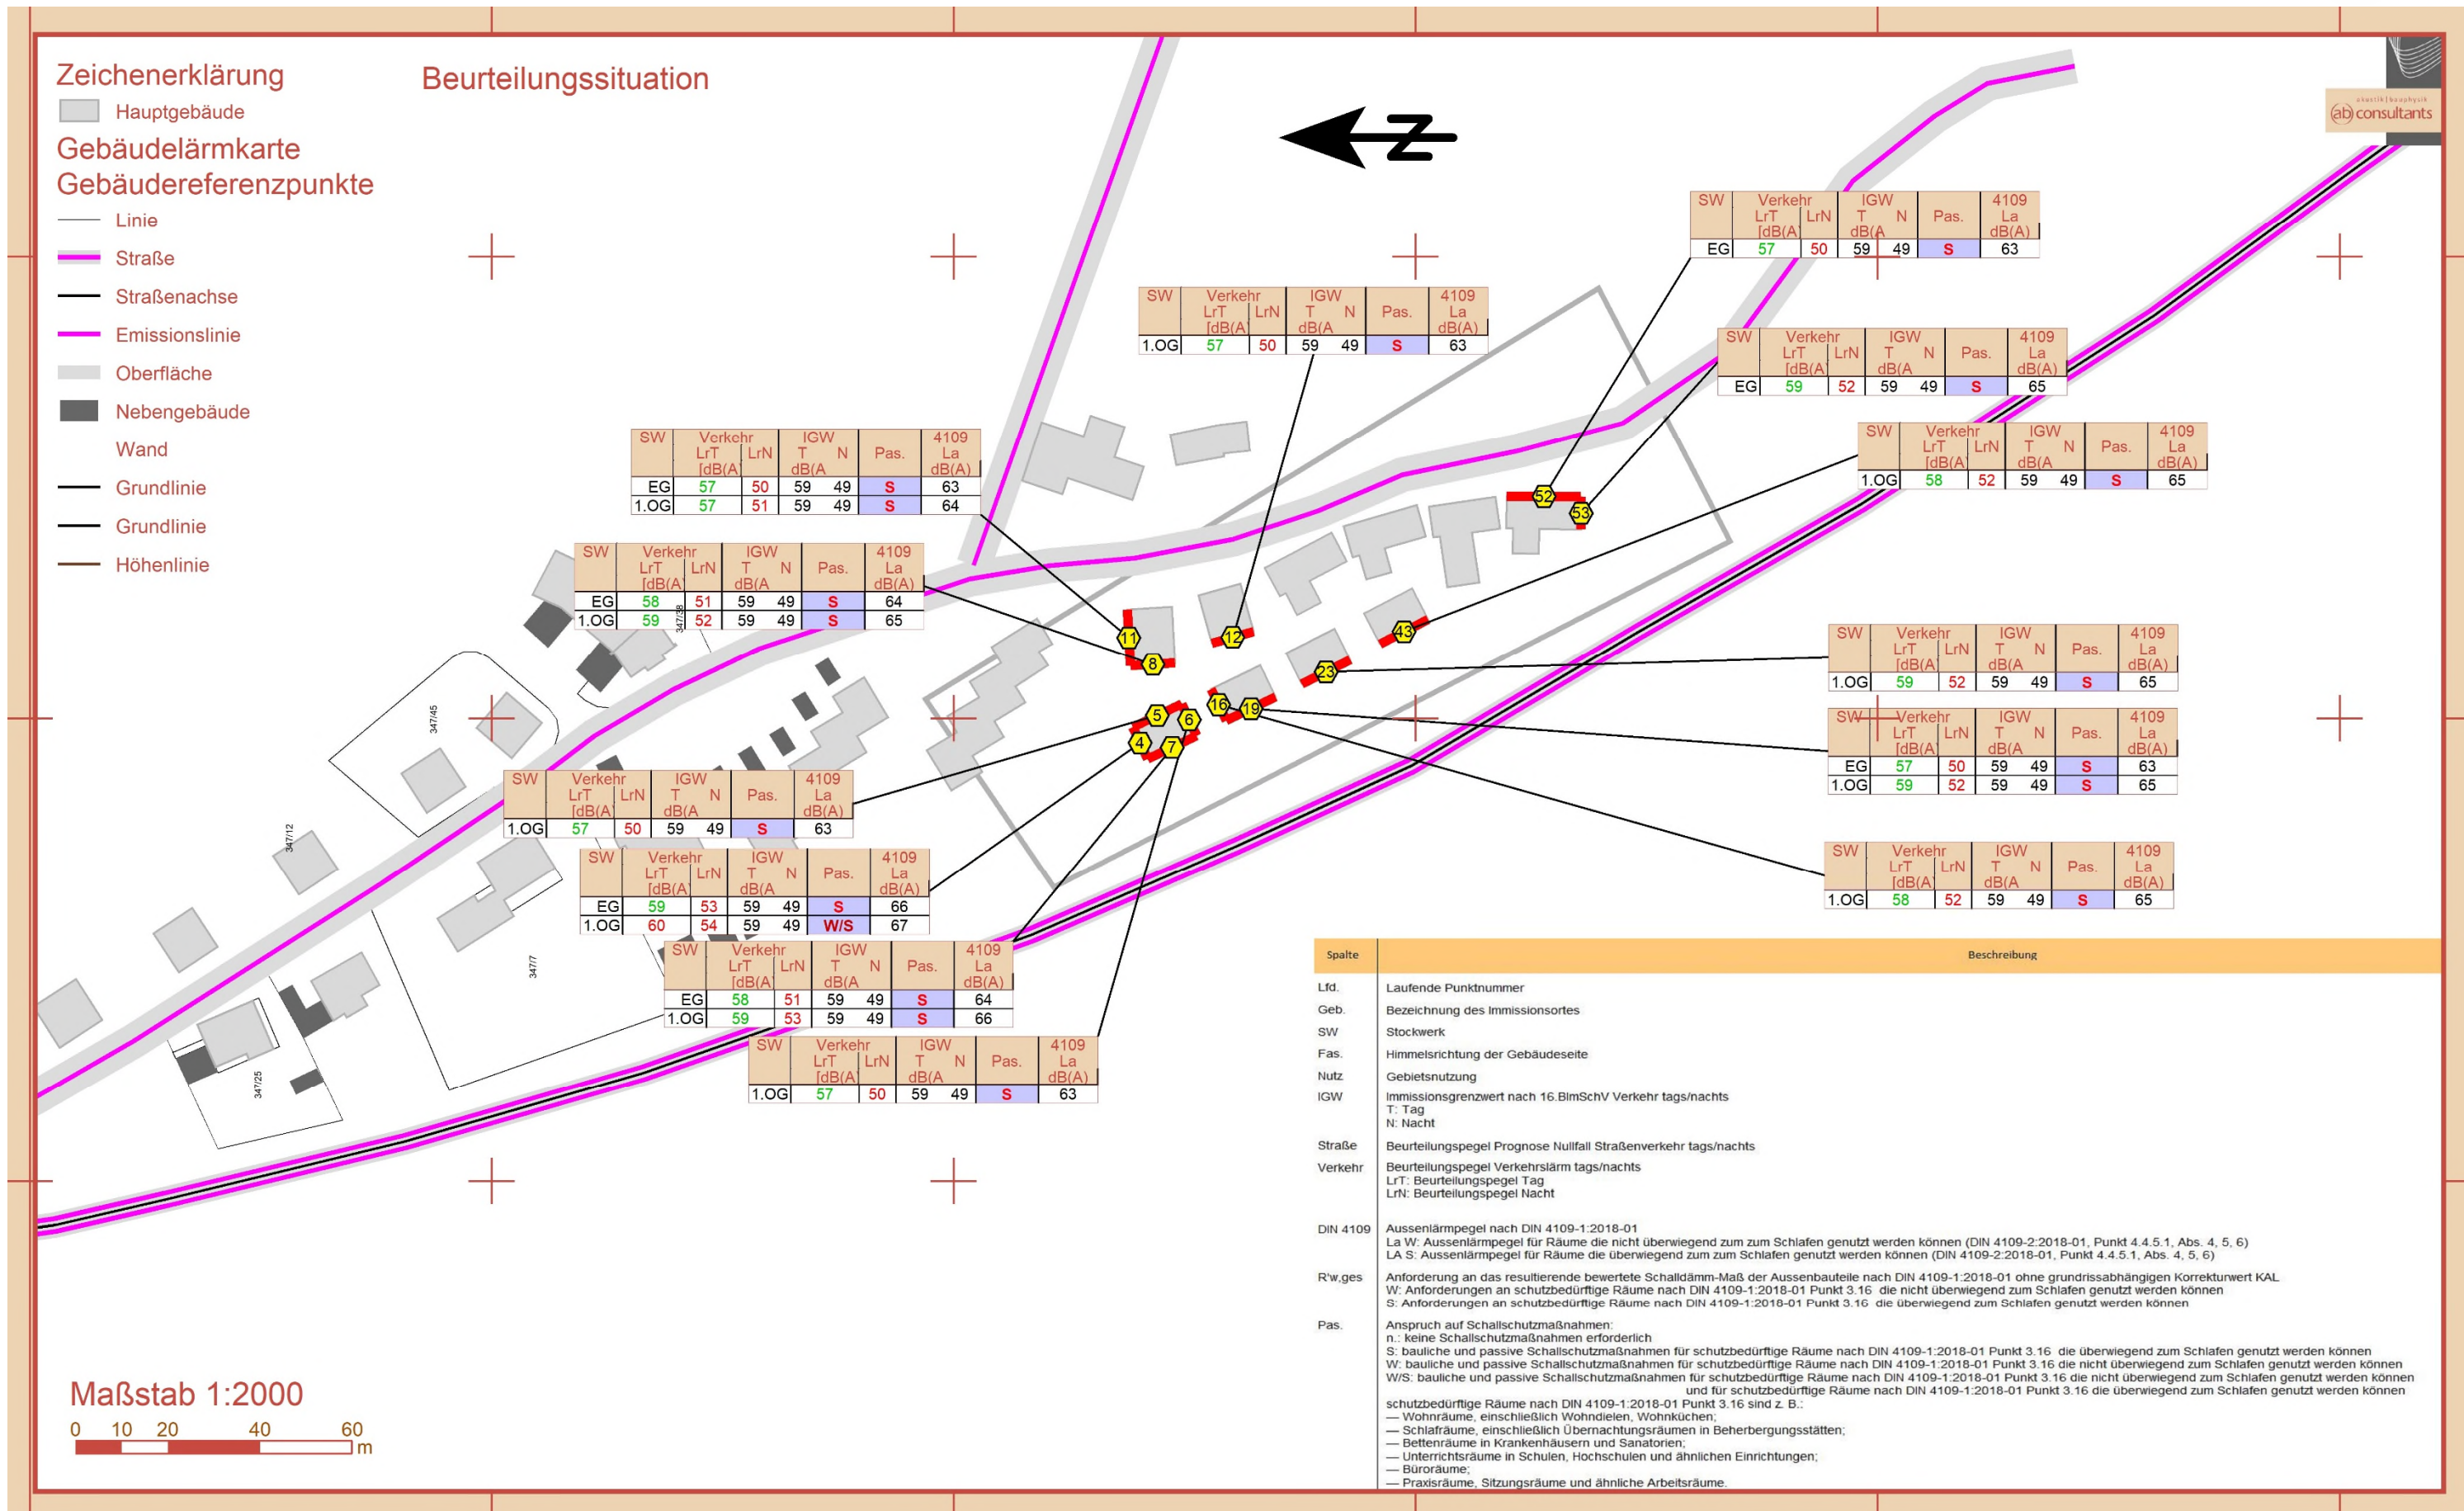 Zeichenerklärung
Hauptgebäude
Gebäudelärmkarte
Gebäudereferenzpunkte
Linie
Straße
Straßenachse
Emissionslinie
Oberfläche
Nebengebäude
Wand
Grundlinie
Grundlinie
Höhenlinie
Beurteilungssituation
Z
akustik | bauphysik
(ab) consultants
SW Verkehr IGW Pas. 4109
LrT LrN T N La
[dB(A dB(A dB(A)
EG 57 50 59 49 S 63
SW Verkehr IGW Pas. 4109
LrT LrN T N La
[dB(A dB(A dB(A)
1.OG 57 50 59 49 S 63
SW Verkehr IGW Pas. 4109
LrT LrN T N La
[dB(A dB(A dB(A)
EG 59 52 59 49 S 65
SW Verkehr IGW Pas. 4109
LrT LrN T N La
[dB(A dB(A dB(A)
1.OG 58 52 59 49 S 65
SW Verkehr IGW Pas. 4109
LrT LrN T N La
[dB(A dB(A dB(A)
EG 57 50 59 49 S 63
1.OG 57 51 59 49 S 64
SW Verkehr IGW Pas. 4109
LrT LrN T N La
[dB(A dB(A dB(A)
EG 58 51 59 49 S 64
1.OG 59 52 59 49 S 65
347/38
52
53
11
12
43
8
23
16
19
5
6
4
7
347/45
347/12
347/7
347/25
SW Verkehr IGW Pas. 4109
LrT LrN T N La
[dB(A dB(A dB(A)
1.OG 59 52 59 49 S 65
SW Verkehr IGW Pas. 4109
LrT LrN T N La
[dB(A dB(A dB(A)
EG 57 50 59 49 S 63
1.OG 59 52 59 49 S 65
SW Verkehr IGW Pas. 4109
LrT LrN T N La
[dB(A dB(A dB(A)
1.OG 58 52 59 49 S 65
SW Verkehr IGW Pas. 4109
LrT LrN T N La
[dB(A dB(A dB(A)
1.OG 57 50 59 49 S 63
SW Verkehr IGW Pas. 4109
LrT LrN T N La
[dB(A dB(A dB(A)
EG 59 53 59 49 S 66
1.OG 60 54 59 49 W/S 67
SW Verkehr IGW Pas. 4109
LrT LrN T N La
[dB(A dB(A dB(A)
EG 58 51 59 49 S 64
1.OG 59 53 59 49 S 66
SW Verkehr IGW Pas. 4109
LrT LrN T N La
[dB(A dB(A dB(A)
1.OG 57 50 59 49 S 63
Spalte Beschreibung
Lfd. Laufende Punktnummer
Geb. Bezeichnung des Immissionsortes
SW Stockwerk
Fas. Himmelsrichtung der Gebäudeseite
Nutz Gebietsnutzung
IGW Immissionsgrenzwert nach 16.BImSchV Verkehr tags/nachts
T: Tag
N: Nacht
Straße Beurteilungspegel Prognose Nullfall Straßenverkehr tags/nachts
Verkehr Beurteilungspegel Verkehrslärm tags/nachts
LrT: Beurteilungspegel Tag
LrN: Beurteilungspegel Nacht
DIN 4109 Aussenlärmpegel nach DIN 4109-1:2018-01
La W: Aussenlärmpegel für Räume die nicht überwiegend zum zum Schlafen genutzt werden können (DIN 4109-2:2018-01, Punkt 4.4.5.1, Abs. 4, 5, 6)
LA S: Aussenlärmpegel für Räume die überwiegend zum zum Schlafen genutzt werden können (DIN 4109-2:2018-01, Punkt 4.4.5.1, Abs. 4, 5, 6)
R'w,ges Anforderung an das resultierende bewertete Schalldämm-Maß der Aussenbauteile nach DIN 4109-1:2018-01 ohne grundrissabhängigen Korrekturwert KAL
W: Anforderungen an schutzbedürftige Räume nach DIN 4109-1:2018-01 Punkt 3.16 die nicht überwiegend zum Schlafen genutzt werden können
S: Anforderungen an schutzbedürftige Räume nach DIN 4109-1:2018-01 Punkt 3.16 die überwiegend zum Schlafen genutzt werden können
Pas. Anspruch auf Schallschutzmaßnahmen:
n.: keine Schallschutzmaßnahmen erforderlich
S: bauliche und passive Schallschutzmaßnahmen für schutzbedürftige Räume nach DIN 4109-1:2018-01 Punkt 3.16 die überwiegend zum Schlafen genutzt werden können
W: bauliche und passive Schallschutzmaßnahmen für schutzbedürftige Räume nach DIN 4109-1:2018-01 Punkt 3.16 die nicht überwiegend zum Schlafen genutzt werden können
W/S: bauliche und passive Schallschutzmaßnahmen für schutzbedürftige Räume nach DIN 4109-1:2018-01 Punkt 3.16 die nicht überwiegend zum Schlafen genutzt werden können
und für schutzbedürftige Räume nach DIN 4109-1:2018-01 Punkt 3.16 die überwiegend zum Schlafen genutzt werden können
schutzbedürftige Räume nach DIN 4109-1:2018-01 Punkt 3.16 sind z. B.:
— Wohnräume, einschließlich Wohndielen, Wohnküchen;
— Schlafräume, einschließlich Übernachtungsräumen in Beherbergungsstätten;
— Bettenräume in Krankenhäusern und Sanatorien;
— Unterrichtsräume in Schulen, Hochschulen und ähnlichen Einrichtungen;
— Büroräume;
— Praxisräume, Sitzungsräume und ähnliche Arbeitsräume.
Maßstab 1:2000
0 10 20 40 60
m